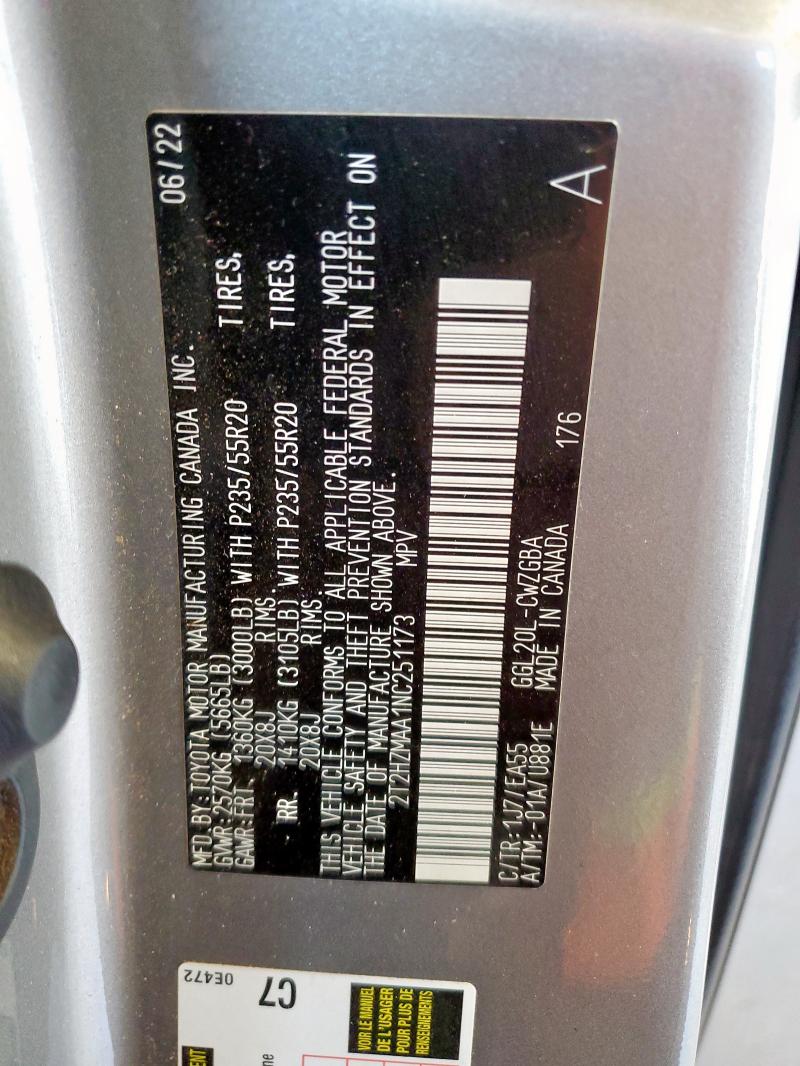 MFD.BY:TOYOTA MOTOR MANUFACTURING CANADA INC. 06/22
GVWR 2570KG (5665LB)
GAWR:FRT 1360KG (3000LB) WITH P235/55R20 TIRES,
20X8J RIMS.
RR. 1410KG (3105LB) WITH P235/55R20 TIRES,
20X8J RIMS.
THIS VEHICLE CONFORMS TO ALL APPLICABLE FEDERAL MOTOR
VEHICLE SAFETY AND THEFT PREVENTION STANDARDS IN EFFECT ON
THE DATE OF MANUFACTURE SHOWN ABOVE.
2T2HZMAA1NC251173 MPV
C/TR:1J7/EA55 GGL20L-CWZGBA
A/TM:-01A/U881E MADE IN CANADA 176
A
0E472
C7
VOIR LE MANUEL
DE L'USAGER
POUR PLUS DE
RENSEIGNEMENTS